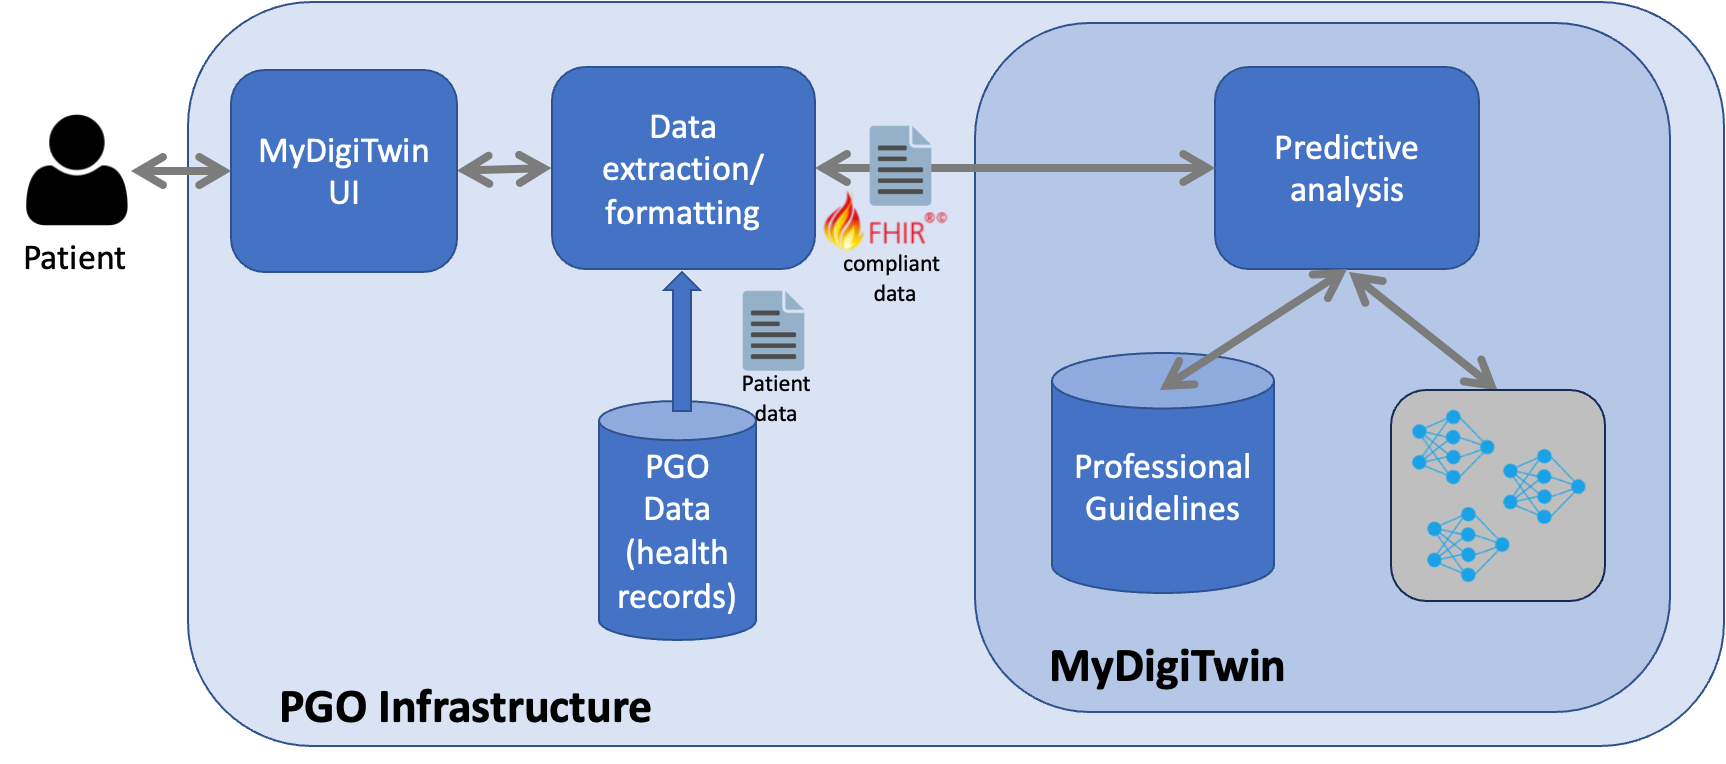 Patient
MyDigiTwin
UI
Data
extraction/
formatting
FHIR®©
compliant
data
Predictive
analysis
Patient
data
PGO
Data
(health
records)
Professional
Guidelines
MyDigiTwin
PGO Infrastructure